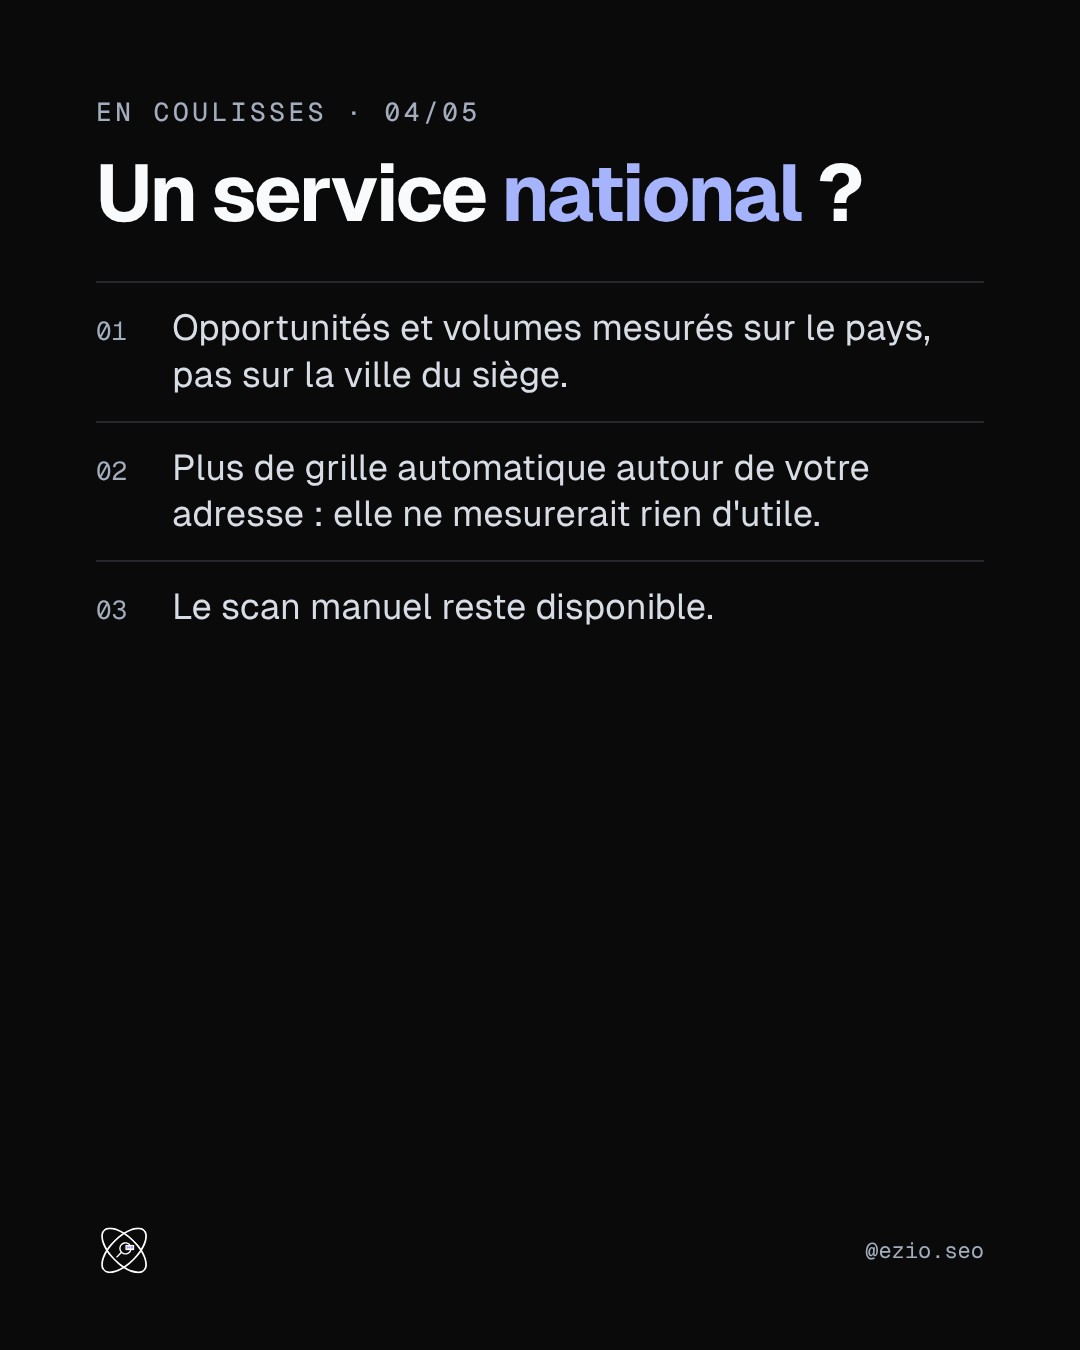 EN COULISSES · 04/05
Un service national ?
01 Opportunités et volumes mesurés sur le pays,
pas sur la ville du siège.
02 Plus de grille automatique autour de votre
adresse : elle ne mesurerait rien d'utile.
03 Le scan manuel reste disponible.
@ezio.seo